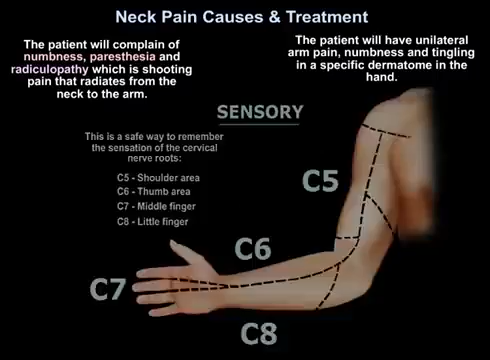 Neck Pain Causes & Treatment
The patient will complain of
numbness, paresthesia and
radiculopathy which is shooting
pain that radiates from the
neck to the arm.
The patient will have unilateral
arm pain, numbness and tingling
in a specific dermatome in the
hand.
SENSORY
This is a safe way to remember
the sensation of the cervical
nerve roots:
C5 - Shoulder area
C6 - Thumb area
C7 - Middle finger
C8 - Little finger
C5
C6
C7
C8